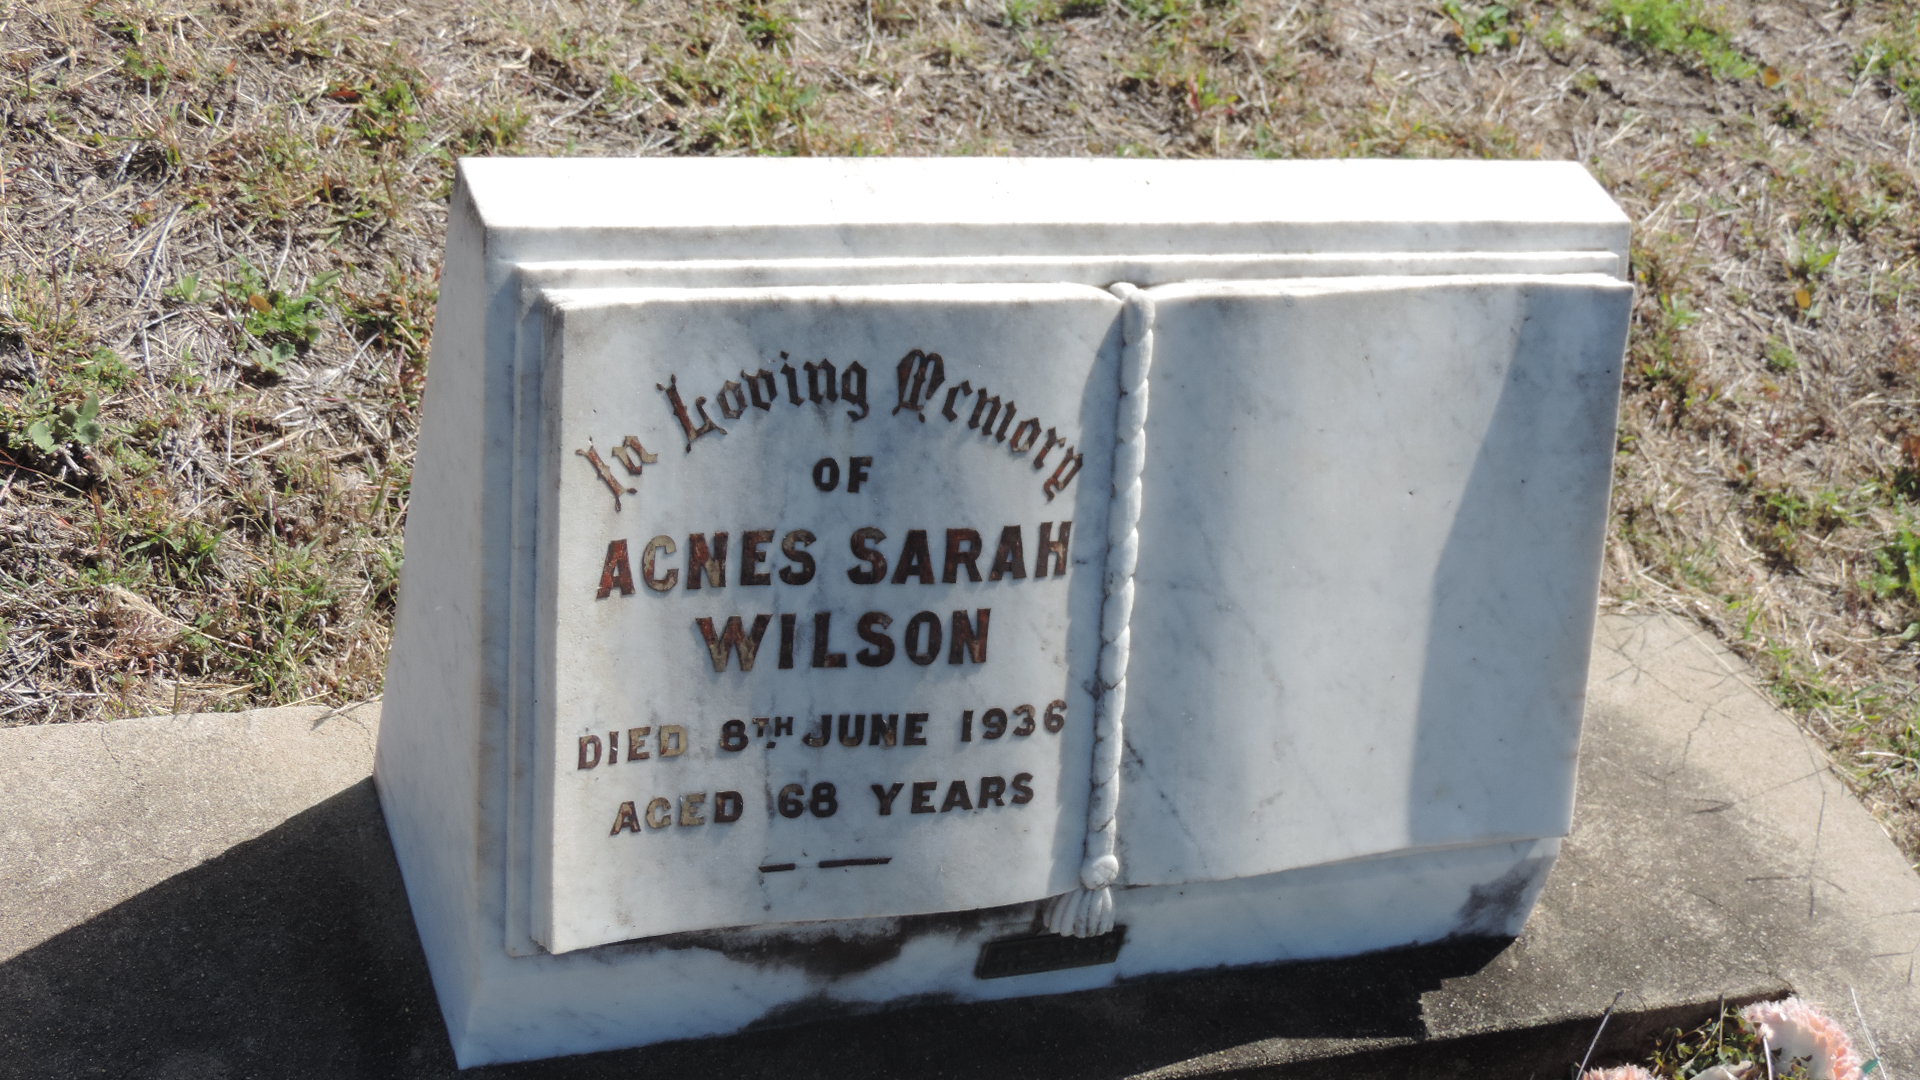 In Loving Memory
OF
AGNES SARAH
WILSON
DIED 8TH JUNE 1936
AGED 68 YEARS